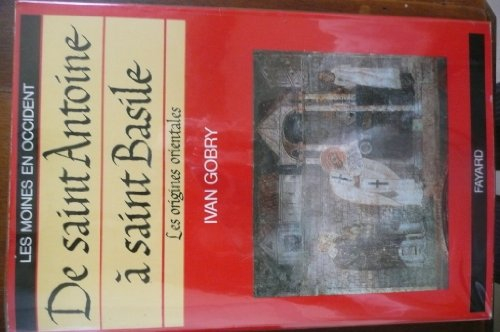 LES MOINES EN OCCIDENT
De saint Antoine
à saint Basile
Les origines orientales
IVAN GOBRY
FAYARD